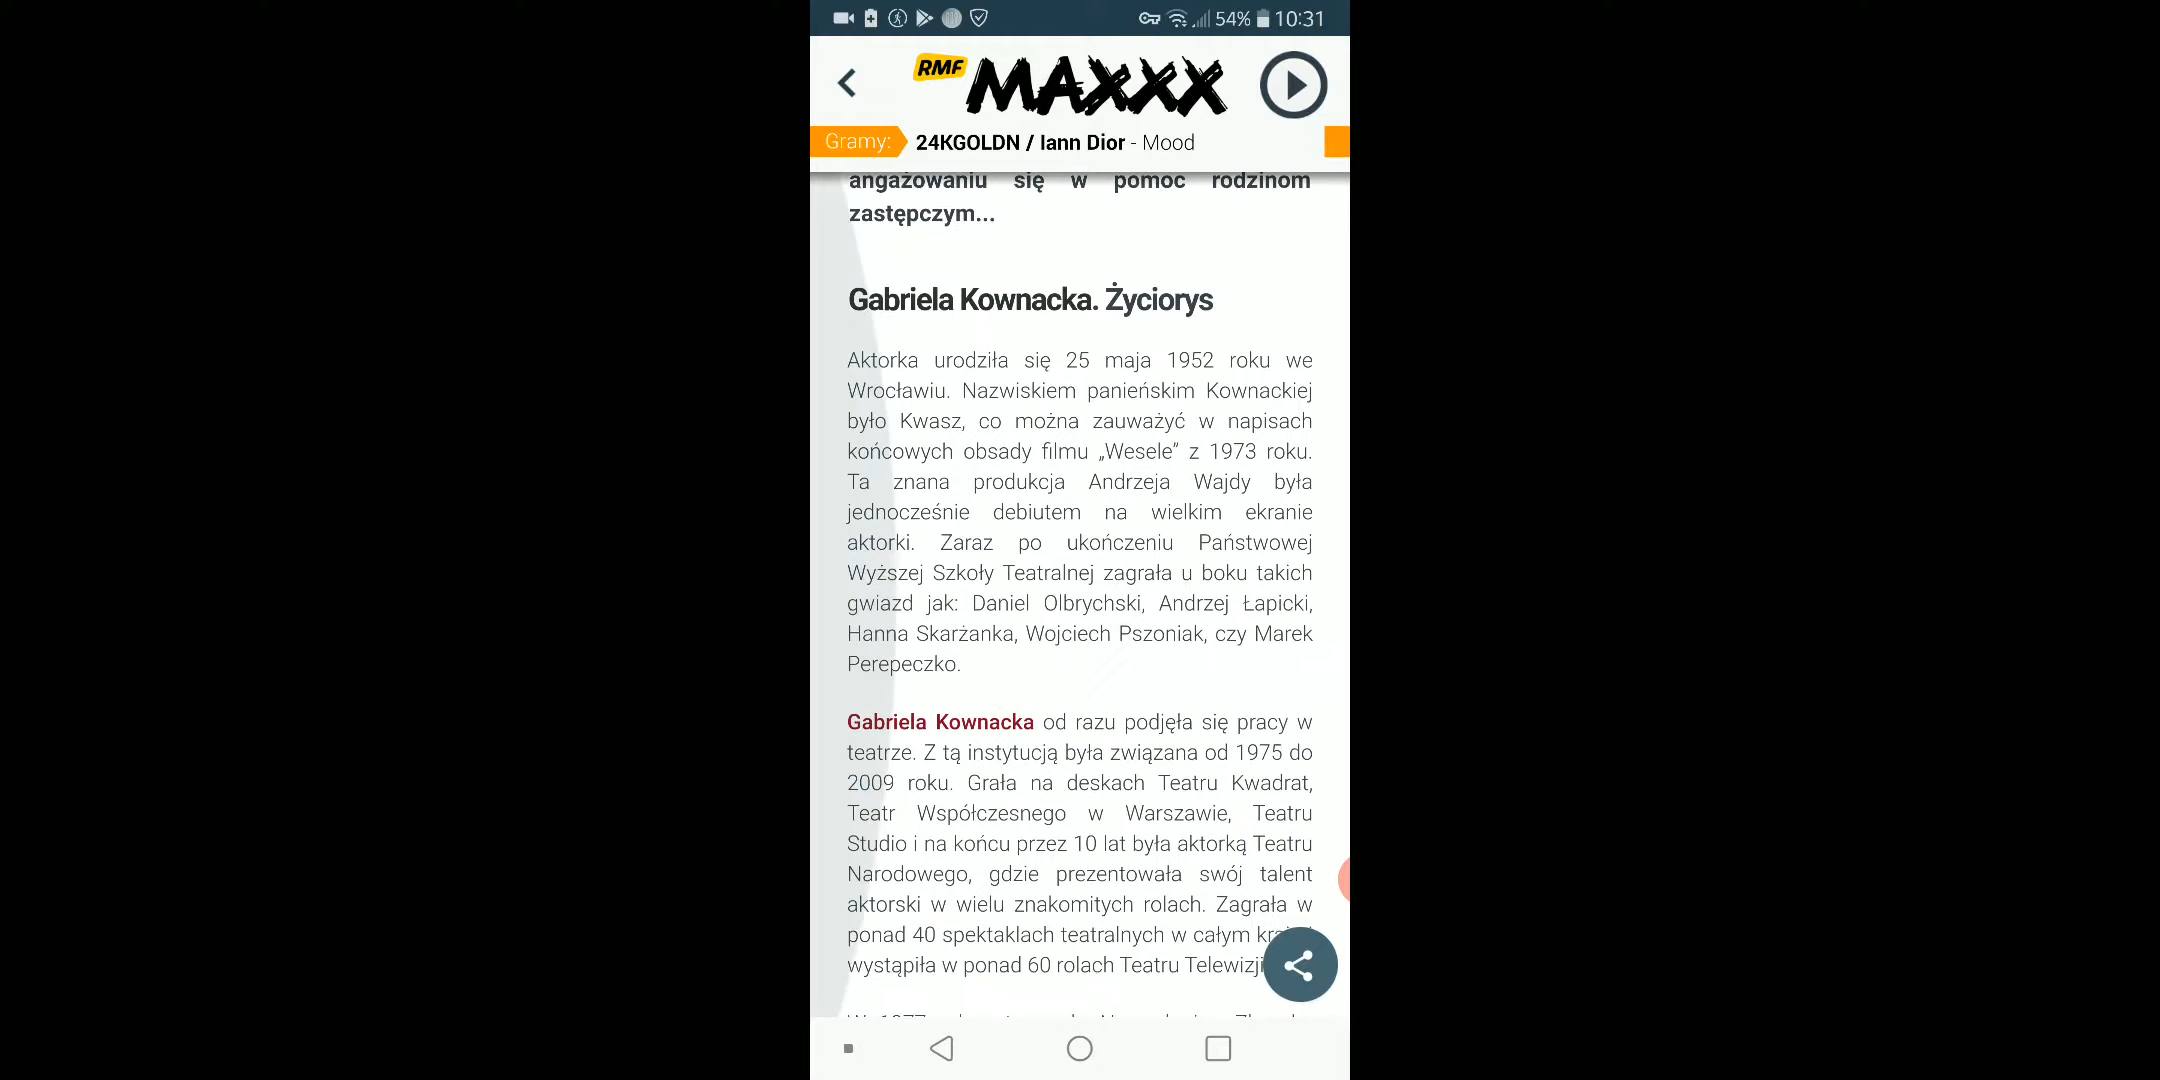 54% 10:31
RMF MAXXX
Gramy: 24KGOLDN / Iann Dior - Mood
angażowaniu się w pomoc rodzinom
zastępczym...
Gabriela Kownacka. Życiorys
Aktorka urodziła się 25 maja 1952 roku we
Wrocławiu. Nazwiskiem panieńskim Kownackiej
było Kwasz, co można zauważyć w napisach
końcowych obsady filmu „Wesele” z 1973 roku.
Ta znana produkcja Andrzeja Wajdy była
jednocześnie debiutem na wielkim ekranie
aktorki. Zaraz po ukończeniu Państwowej
Wyższej Szkoły Teatralnej zagrała u boku takich
gwiazd jak: Daniel Olbrychski, Andrzej Łapicki,
Hanna Skarżanka, Wojciech Pszoniak, czy Marek
Perepeczko.
Gabriela Kownacka od razu podjęła się pracy w
teatrze. Z tą instytucją była związana od 1975 do
2009 roku. Grała na deskach Teatru Kwadrat,
Teatr Współczesnego w Warszawie, Teatru
Studio i na końcu przez 10 lat była aktorką Teatru
Narodowego, gdzie prezentowała swój talent
aktorski w wielu znakomitych rolach. Zagrała w
ponad 40 spektaklach teatralnych w całym
wystąpiła w ponad 60 rolach Teatru Telewizji